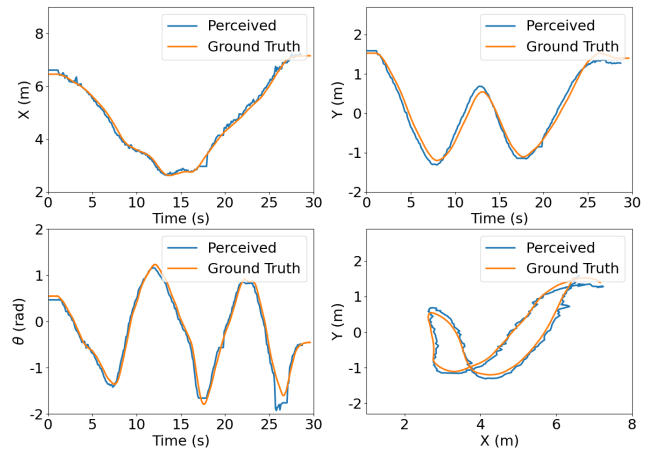 8
6
4
2
X (m)
Perceived
Ground Truth
0 5 10 15 20 25 30
Time (s)
2
1
0
-1
-2
Y (m)
Perceived
Ground Truth
0 5 10 15 20 25 30
Time (s)
2
1
0
-1
-2
θ (rad)
Perceived
Ground Truth
0 5 10 15 20 25 30
Time (s)
2
1
0
-1
-2
Y (m)
Perceived
Ground Truth
2 4 6 8
X (m)